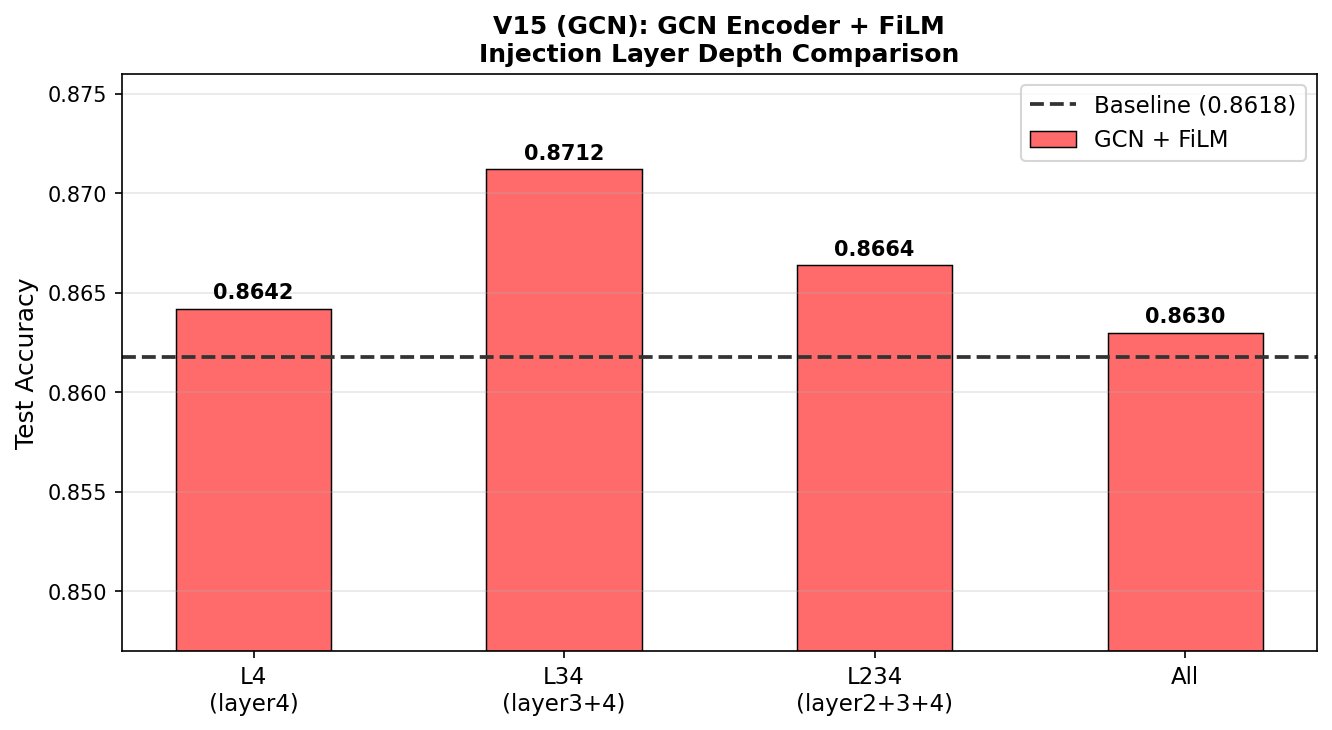 V15 (GCN): GCN Encoder + FiLM
Injection Layer Depth Comparison
Baseline (0.8618)
GCN + FiLM
Test Accuracy
0.875
0.870
0.865
0.860
0.855
0.850
0.8642
0.8712
0.8664
0.8630
L4
(layer4)
L34
(layer3+4)
L234
(layer2+3+4)
All